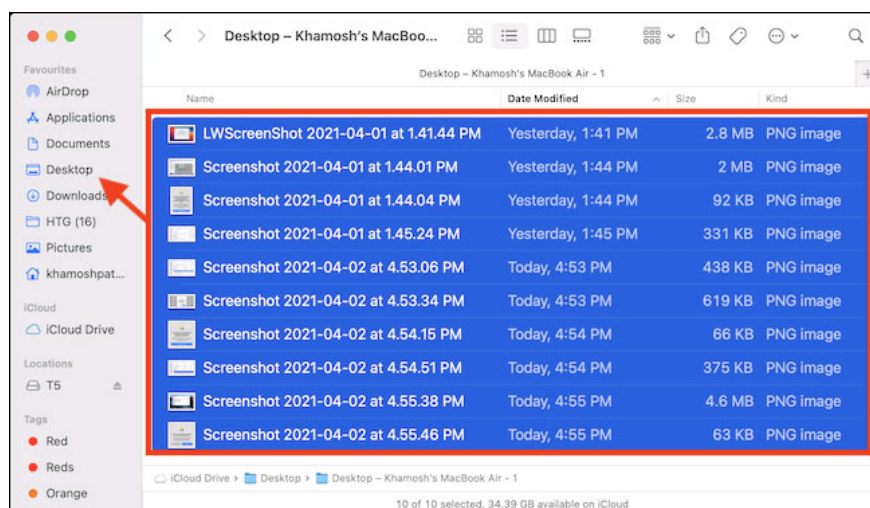 Desktop – Khamosh's MacBoo...
Favourites
AirDrop
Applications
Documents
Desktop
Downloads
HTG (16)
Pictures
khamoshpat...
iCloud
iCloud Drive
Locations
T5
Tags
Red
Reds
Orange
Desktop – Khamosh's MacBook Air - 1
Name Date Modified Size Kind
LWScreenShot 2021-04-01 at 1.41.44 PM Yesterday, 1:41 PM 2.8 MB PNG image
Screenshot 2021-04-01 at 1.44.01 PM Yesterday, 1:44 PM 2 MB PNG image
Screenshot 2021-04-01 at 1.44.04 PM Yesterday, 1:44 PM 92 KB PNG image
Screenshot 2021-04-01 at 1.45.24 PM Yesterday, 1:45 PM 331 KB PNG image
Screenshot 2021-04-02 at 4.53.06 PM Today, 4:53 PM 438 KB PNG image
Screenshot 2021-04-02 at 4.53.34 PM Today, 4:53 PM 619 KB PNG image
Screenshot 2021-04-02 at 4.54.15 PM Today, 4:54 PM 66 KB PNG image
Screenshot 2021-04-02 at 4.54.51 PM Today, 4:54 PM 375 KB PNG image
Screenshot 2021-04-02 at 4.55.38 PM Today, 4:55 PM 4.6 MB PNG image
Screenshot 2021-04-02 at 4.55.46 PM Today, 4:55 PM 63 KB PNG image
iCloud Drive › Desktop › Desktop – Khamosh's MacBook Air - 1
10 of 10 selected, 34.39 GB available on iCloud